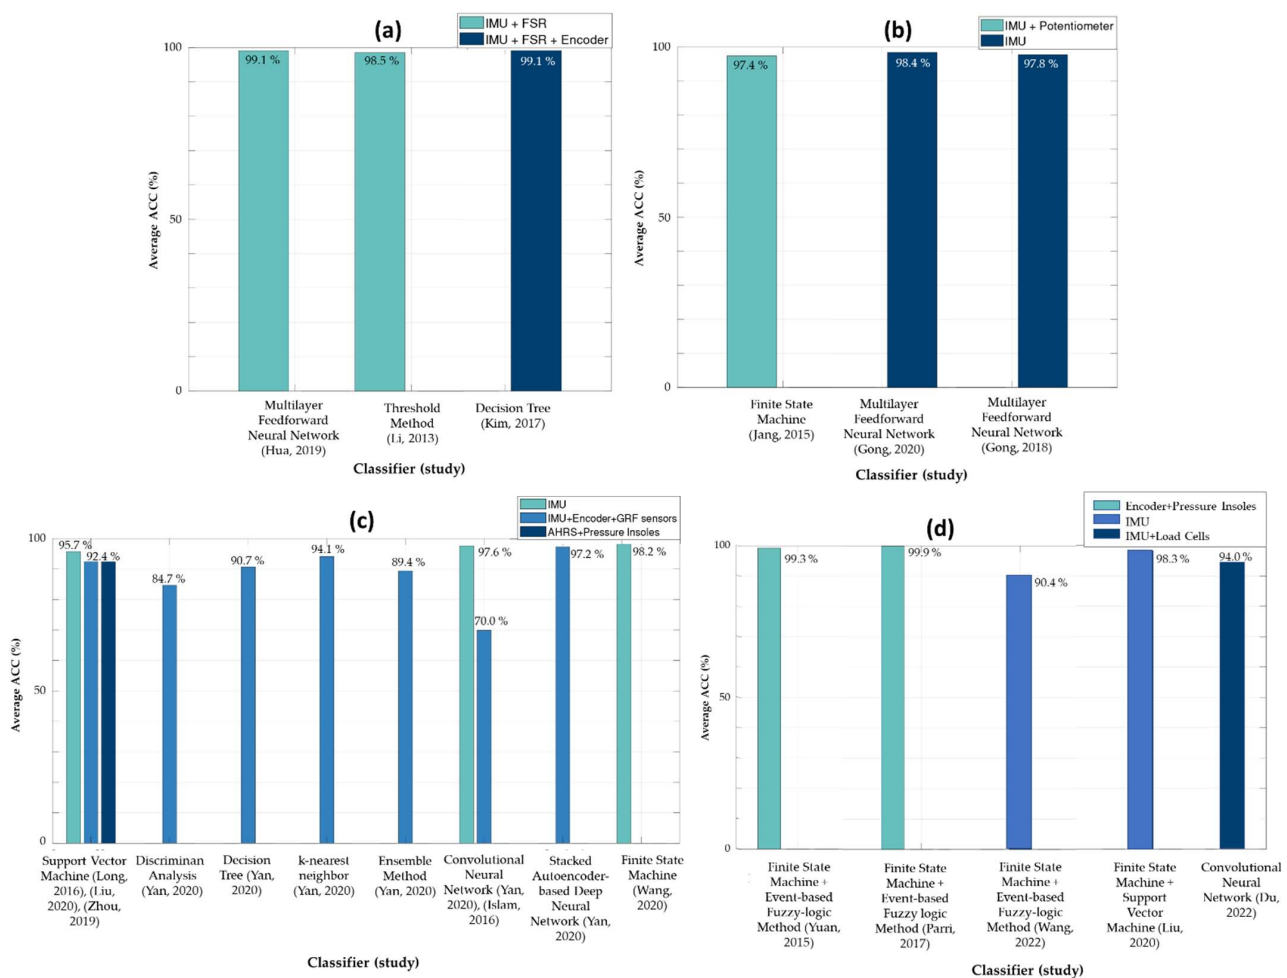 (a)
IMU + FSR
IMU + FSR + Encoder
100
50
0
Average ACC (%)
99.1 %
98.5 %
99.1 %
Multilayer
Feedforward
Neural Network
(Hua, 2019)
Threshold
Method
(Li, 2013)
Decision Tree
(Kim, 2017)
Classifier (study)
(b)
IMU + Potentiometer
IMU
100
50
0
Average ACC (%)
97.4 %
98.4 %
97.8 %
Finite State
Machine
(Jang, 2015)
Multilayer
Feedforward
Neural Network
(Gong, 2020)
Multilayer
Feedforward
Neural Network
(Gong, 2018)
Classifier (study)
(c)
IMU
IMU+Encoder+GRF sensors
AHRS+Pressure Insoles
100
50
0
Average ACC (%)
95.7 %
92.4 %
84.7 %
90.7 %
94.1 %
89.4 %
97.6 %
70.0 %
97.2 %
98.2 %
Support Vector
Machine (Long,
2016), (Liu,
2020), (Zhou,
2019)
Discriminan
Analysis
(Yan, 2020)
Decision
Tree (Yan,
2020)
k-nearest
neighbor
(Yan, 2020)
Ensemble
Method
(Yan, 2020)
Convolutional
Neural
Network (Yan,
2020), (Islam,
2016)
Stacked
Autoencoder-
based Deep
Neural
Network (Yan,
2020)
Finite State
Machine
(Wang,
2020)
Classifier (study)
(d)
Encoder+Pressure Insoles
IMU
IMU+Load Cells
100
50
0
Average ACC (%)
99.3 %
99.9 %
90.4 %
98.3 %
94.0 %
Finite State
Machine +
Event-based
Fuzzy-logic
Method (Yuan,
2015)
Finite State
Machine +
Event-based
Fuzzy logic
Method (Parri,
2017)
Finite State
Machine +
Event-based
Fuzzy-logic
Method (Wang,
2022)
Finite State
Machine +
Support
Vector
Machine (Liu,
2020)
Convolutional
Neural
Network (Du,
2022)
Classifier (study)